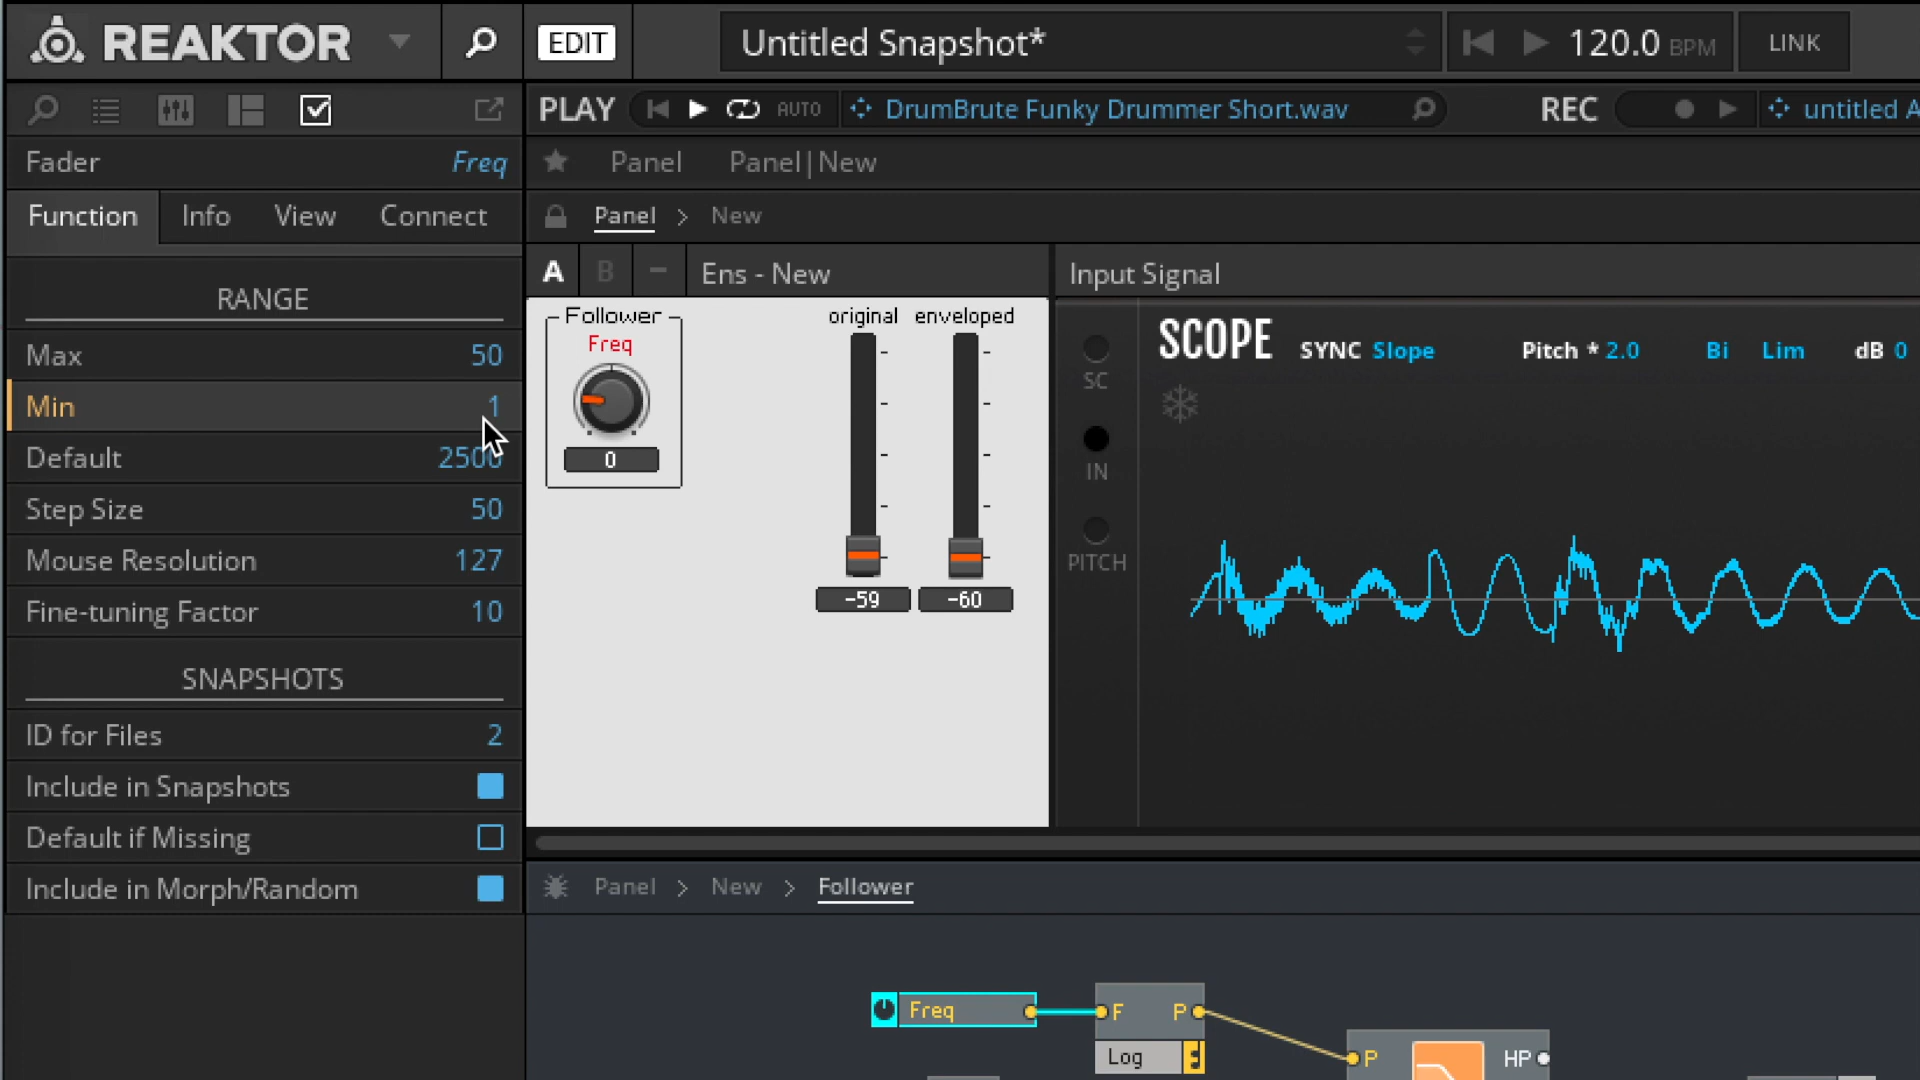 REAKTOR
EDIT
Untitled Snapshot*
120.0 BPM
LINK
PLAY
AUTO
DrumBrute Funky Drummer Short.wav
REC
untitled A
Fader
Freq
Panel
Panel|New
Function
Info
View
Connect
Panel > New
A
B
Ens - New
Input Signal
RANGE
Max 50
Min 1
Default 2500
Step Size 50
Mouse Resolution 127
Fine-tuning Factor 10
SNAPSHOTS
ID for Files 2
Include in Snapshots
Default if Missing
Include in Morph/Random
Follower
Freq
0
original
enveloped
-59
-60
SC
IN
PITCH
SCOPE
SYNC Slope
Pitch * 2.0
Bi
Lim
dB 0
Panel > New > Follower
Freq
F
P
Log
P
HP